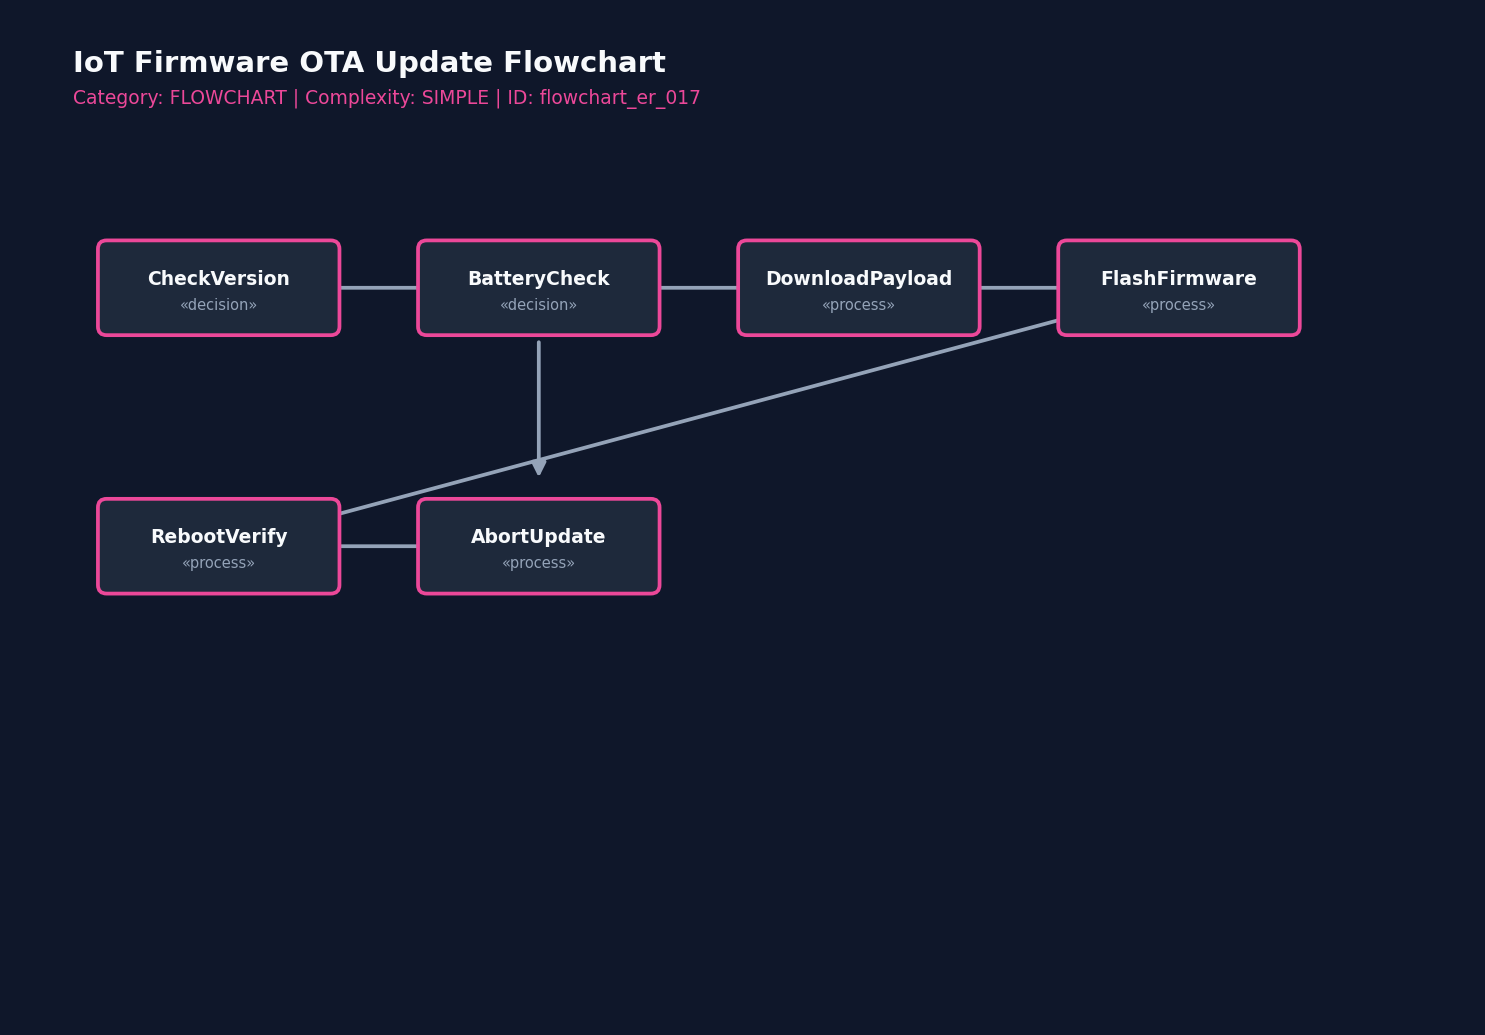 IoT Firmware OTA Update Flowchart
Category: FLOWCHART | Complexity: SIMPLE | ID: flowchart_er_017
CheckVersion
«decision»
BatteryCheck
«decision»
DownloadPayload
«process»
FlashFirmware
«process»
RebootVerify
«process»
AbortUpdate
«process»